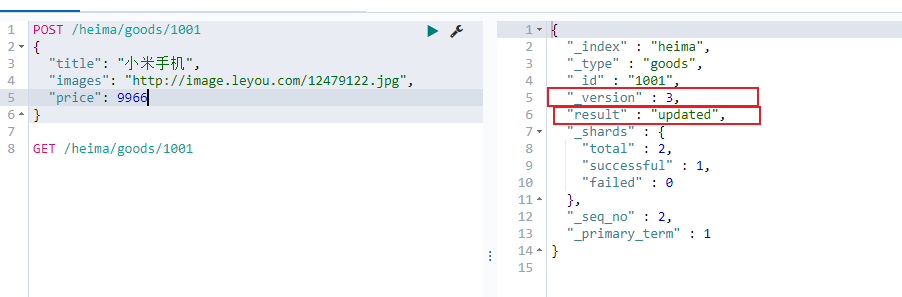 1 POST /heima/goods/1001
2 {
3 "title": "小米手机",
4 "images": "http://image.leyou.com/12479122.jpg",
5 "price": 9966
6 }
7
8 GET /heima/goods/1001
1 {
2 "_index" : "heima",
3 "_type" : "goods",
4 "_id" : "1001",
5 "_version" : 3,
6 "result" : "updated",
7 "_shards" : {
8 "total" : 2,
9 "successful" : 1,
10 "failed" : 0
11 },
12 "_seq_no" : 2,
13 "_primary_term" : 1
14 }
15